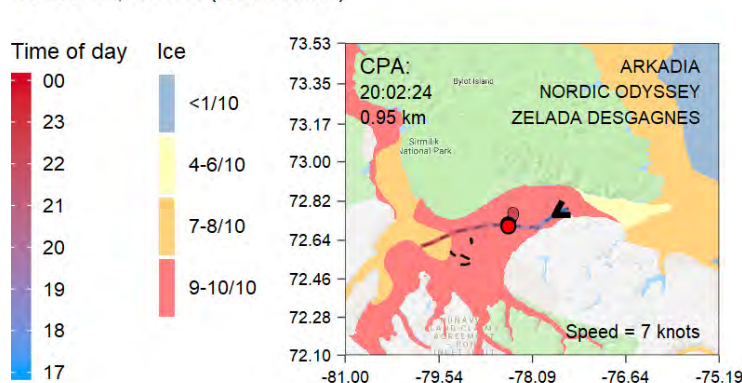 Time of day
Ice
00
23
22
21
20
19
18
17
<1/10
4-6/10
7-8/10
9-10/10
73.53
73.35
73.17
73.00
72.82
72.64
72.46
72.28
72.10
CPA:
20:02:24
0.95 km
ARKADIA
NORDIC ODYSSEY
ZELADA DESGAGNES
Bylot Island
Sirmilik
National Park
Speed = 7 knots
-81.00
-79.54
-78.09
-76.64
-75.19